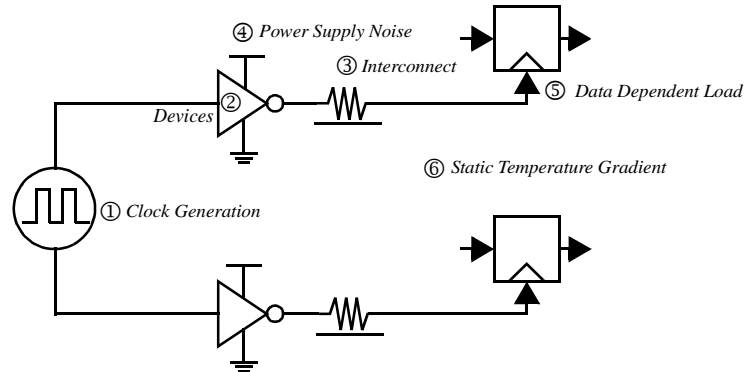 ④ Power Supply Noise
③ Interconnect
② Devices
⑤ Data Dependent Load
⑥ Static Temperature Gradient
① Clock Generation